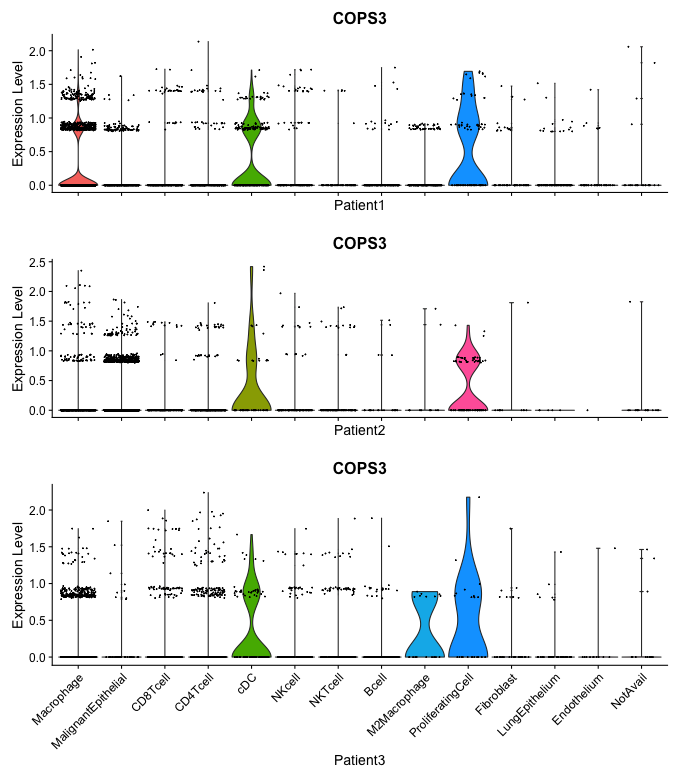 COPS3
2.0
1.5
1.0
0.5
0.0
Expression Level
Patient1
COPS3
2.5
2.0
1.5
1.0
0.5
0.0
Expression Level
Patient2
COPS3
2.0
1.5
1.0
0.5
0.0
Expression Level
Macrophage
MalignantEpithelial
CD8Tcell
CD4Tcell
cDC
NKcell
NKTcell
Bcell
M2Macrophage
ProliferatingCell
Fibroblast
LungEpithelium
Endothelium
NotAvail
Patient3